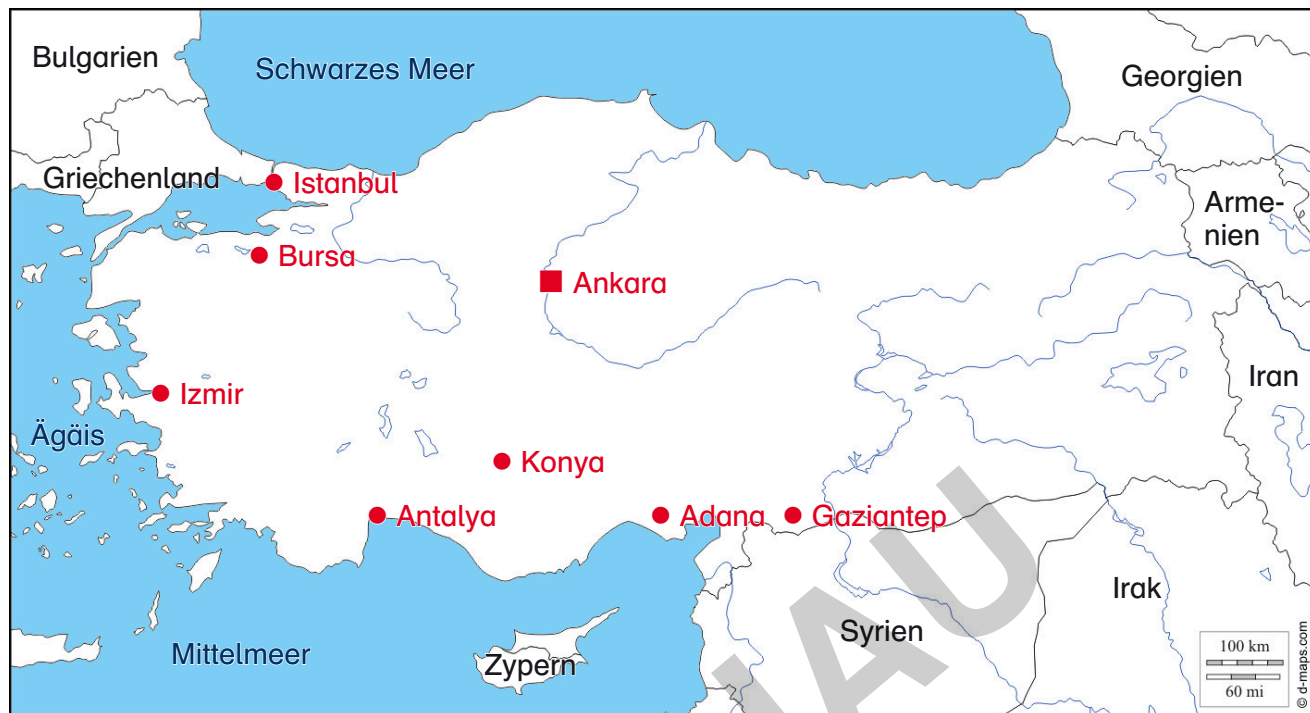 Bulgarien
Schwarzes Meer
Georgien
Griechenland
Istanbul
Arme-
nien
Bursa
Ankara
Iran
Izmir
Ägäis
Konya
Antalya
Adana
Gaziantep
Irak
Syrien
Mittelmeer
Zypern
100 km
60 mi
© d-maps.com
AU